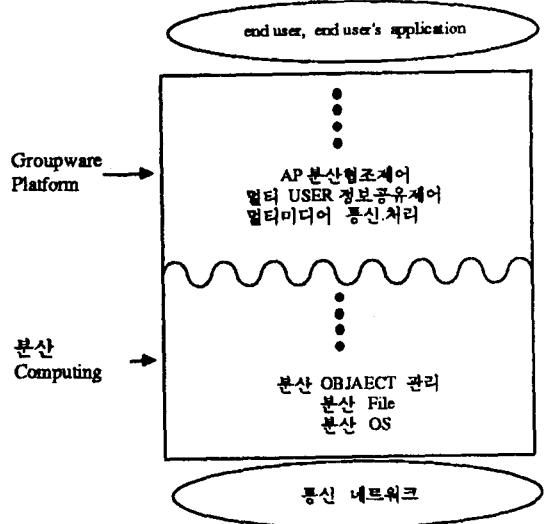 end user, end user's application
Groupware
Platform
AP 분산협조제어
멀티 USER 정보공유제어
멀티미디어 통신.처리
분산
Computing
분산 OBJAECT 관리
분산 File
분산 OS
통신 네트워크